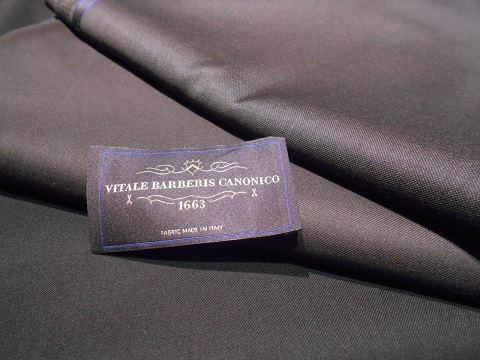 VITALE BARBERIS CANONICO
1663
FABRIC MADE IN ITALY